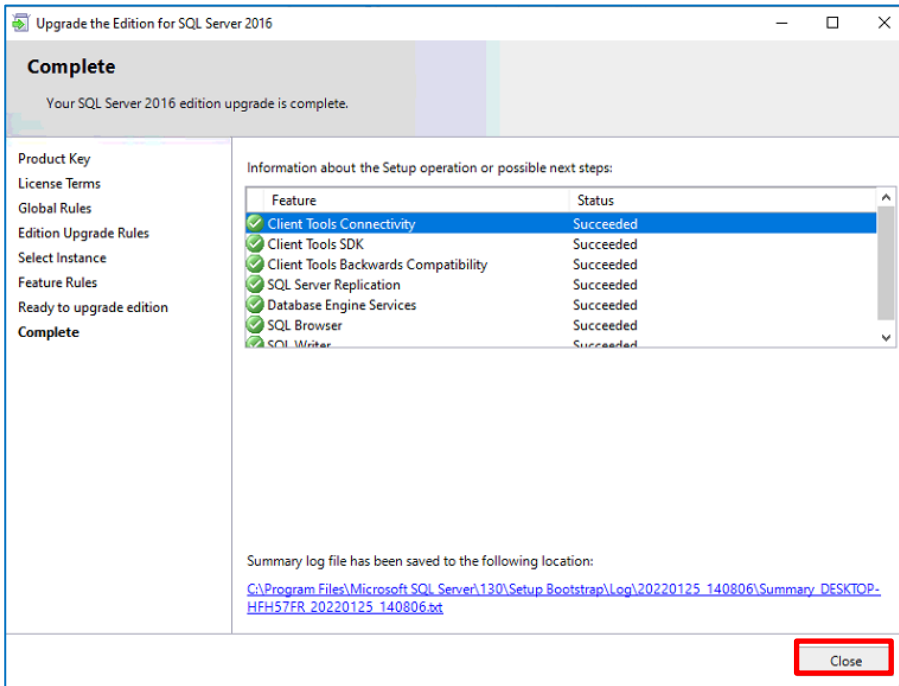 Upgrade the Edition for SQL Server 2016
Complete
Your SQL Server 2016 edition upgrade is complete.
Product Key
License Terms
Global Rules
Edition Upgrade Rules
Select Instance
Feature Rules
Ready to upgrade edition
Complete
Information about the Setup operation or possible next steps:
Feature Status
Client Tools Connectivity Succeeded
Client Tools SDK Succeeded
Client Tools Backwards Compatibility Succeeded
SQL Server Replication Succeeded
Database Engine Services Succeeded
SQL Browser Succeeded
SQL Writer Succeeded
Summary log file has been saved to the following location:
C:\Program Files\Microsoft SQL Server\130\Setup Bootstrap\Log\20220125_140806\Summary_DESKTOP-
HFH57FR_20220125_140806.txt
Close